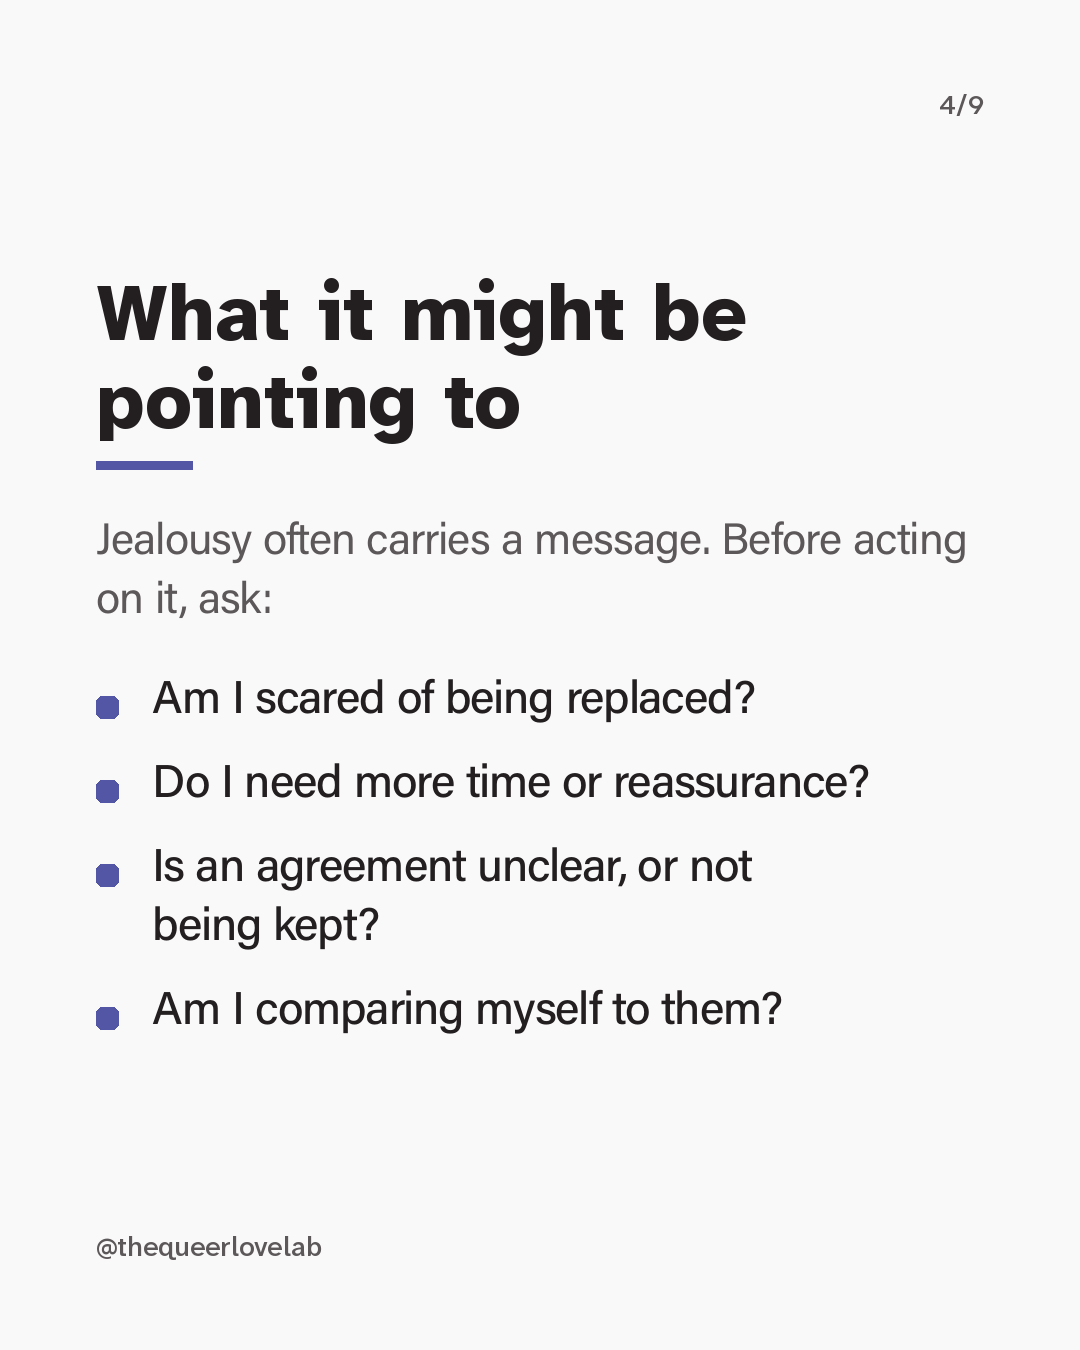 4/9
What it might be
pointing to
Jealousy often carries a message. Before acting
on it, ask:
Am I scared of being replaced?
Do I need more time or reassurance?
Is an agreement unclear, or not
being kept?
Am I comparing myself to them?
@thequeerlovelab